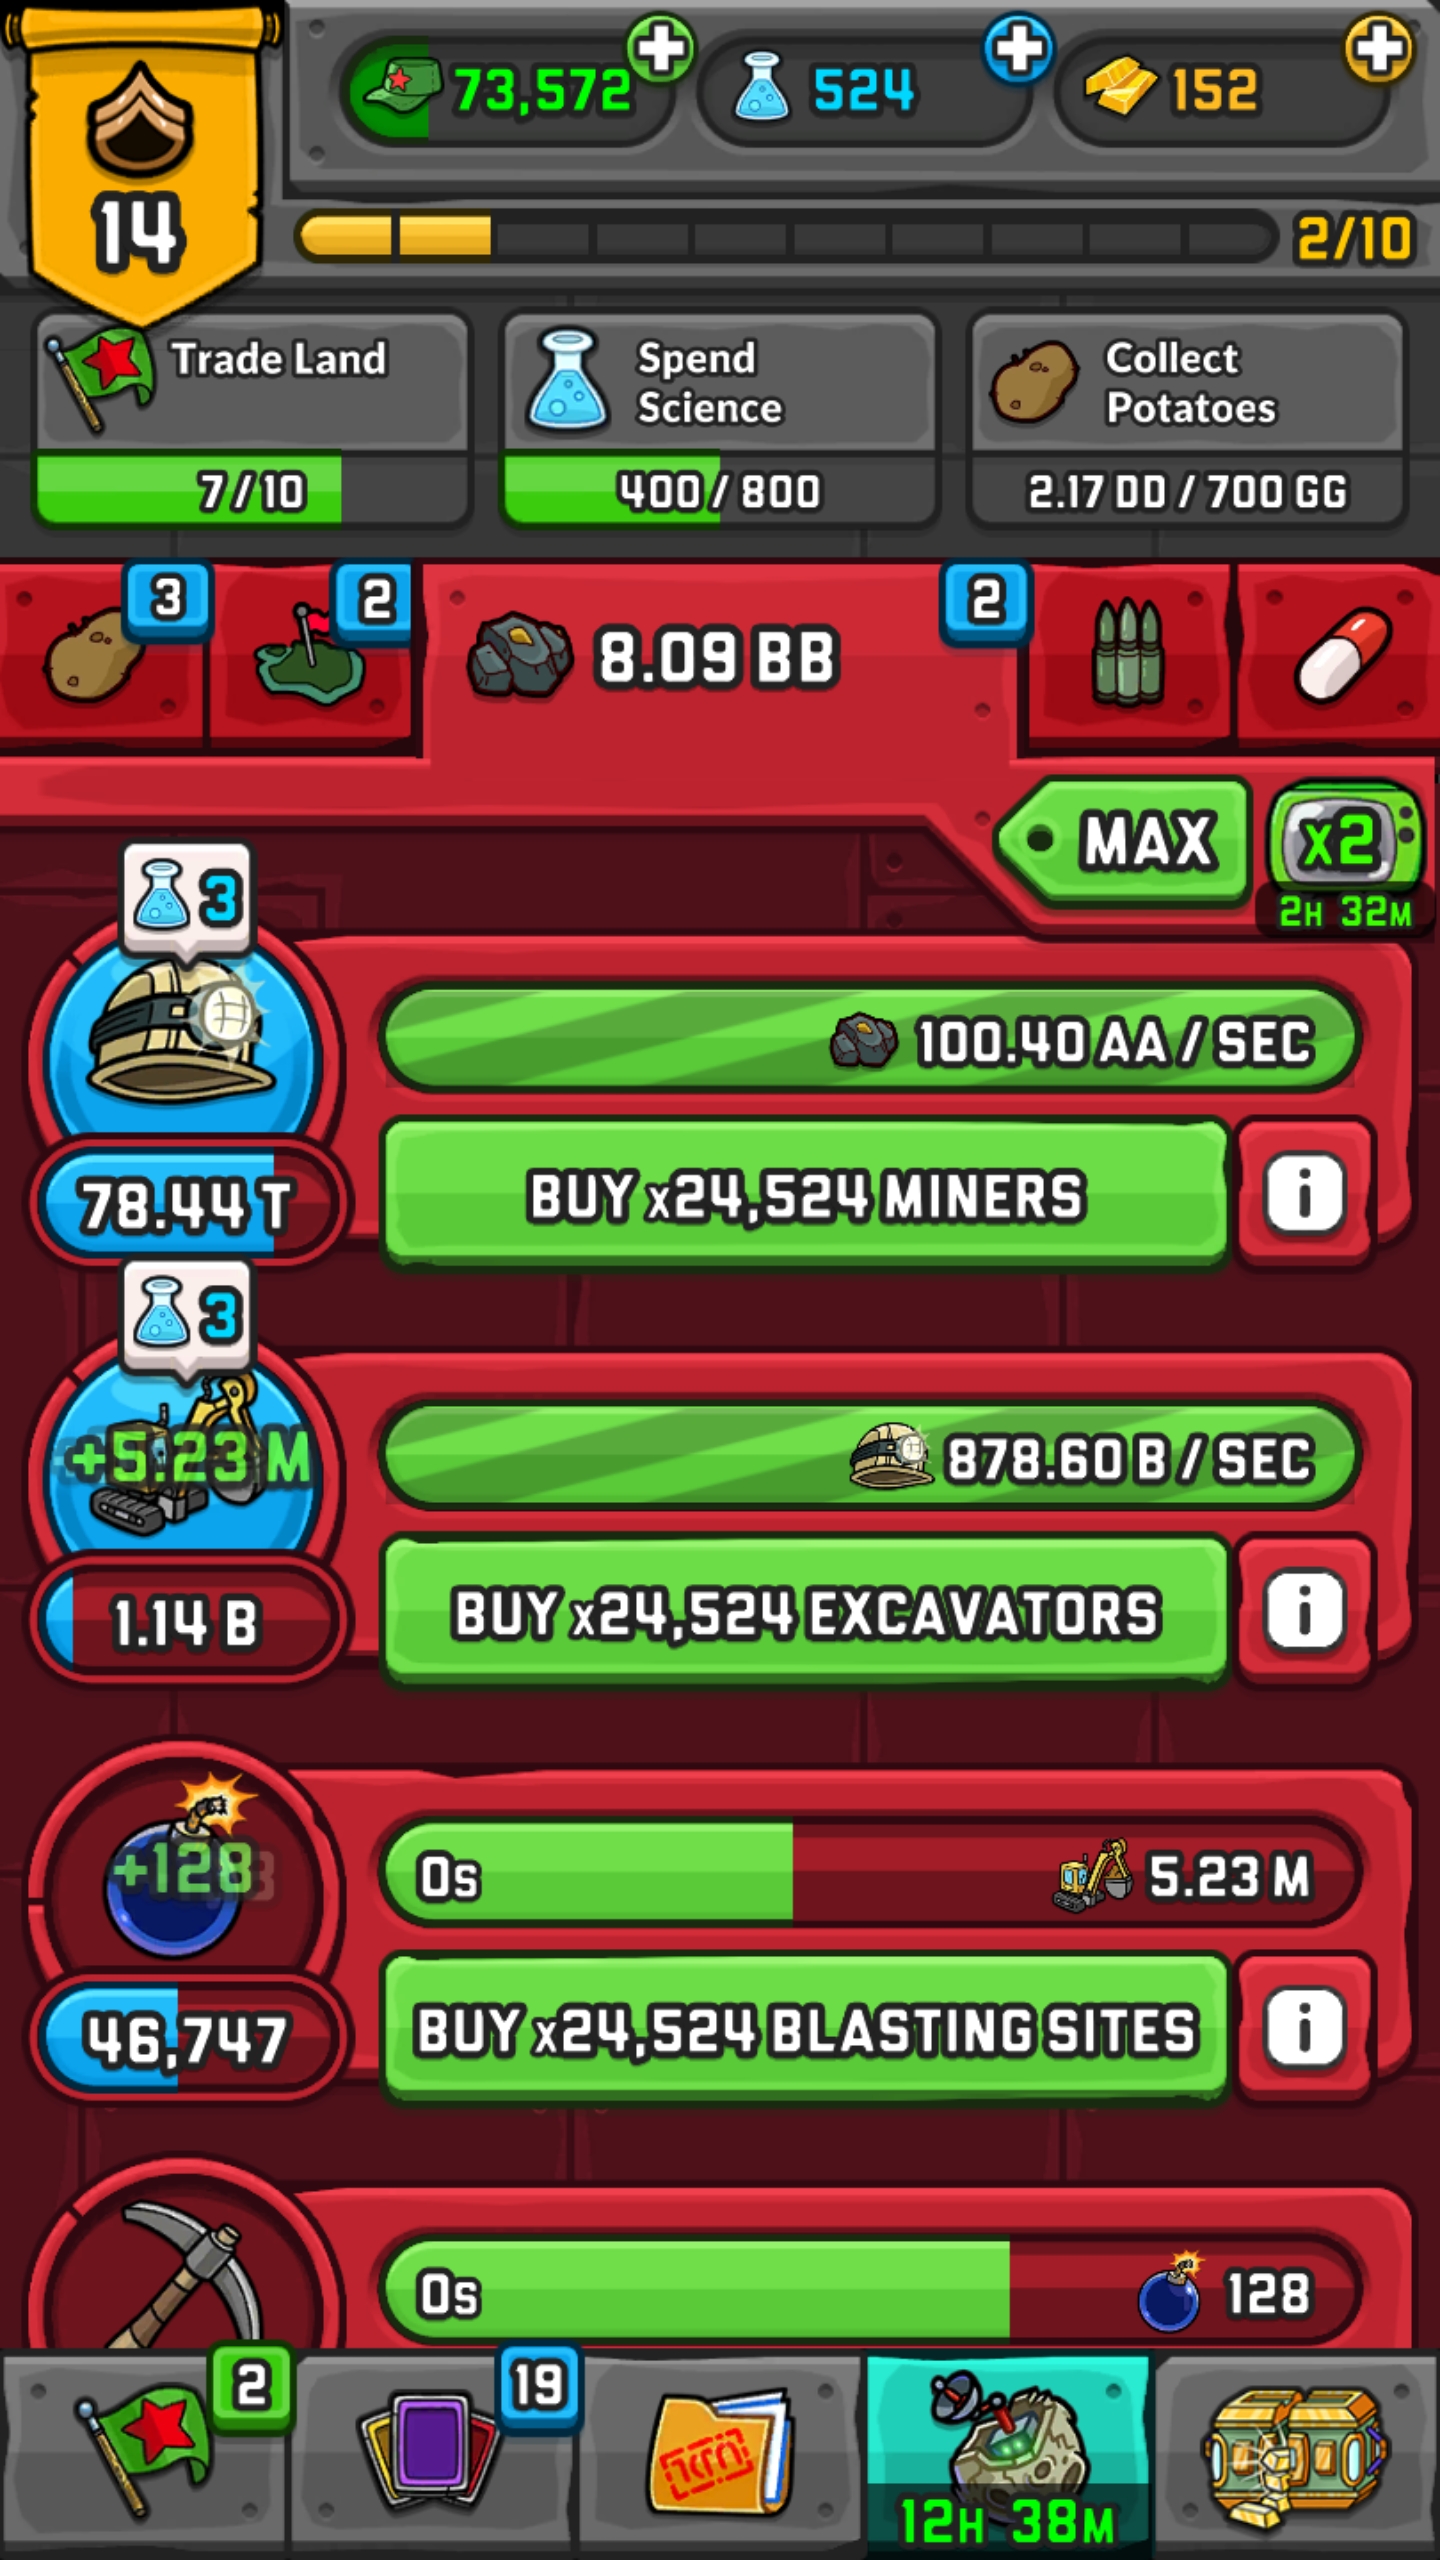 73,572
524
152
14
2/10
Trade Land
7/10
Spend
Science
400/800
Collect
Potatoes
2.17 DD / 700 GG
3
2
8.09 BB
2
MAX
x2
2H 32M
3
100.40 AA / SEC
78.44 T
BUY x24,524 MINERS
i
3
+5.23 M
878.60 B / SEC
1.14 B
BUY x24,524 EXCAVATORS
i
+128
0s
5.23 M
46,747
BUY x24,524 BLASTING SITES
i
0s
128
2
19
12H 38M